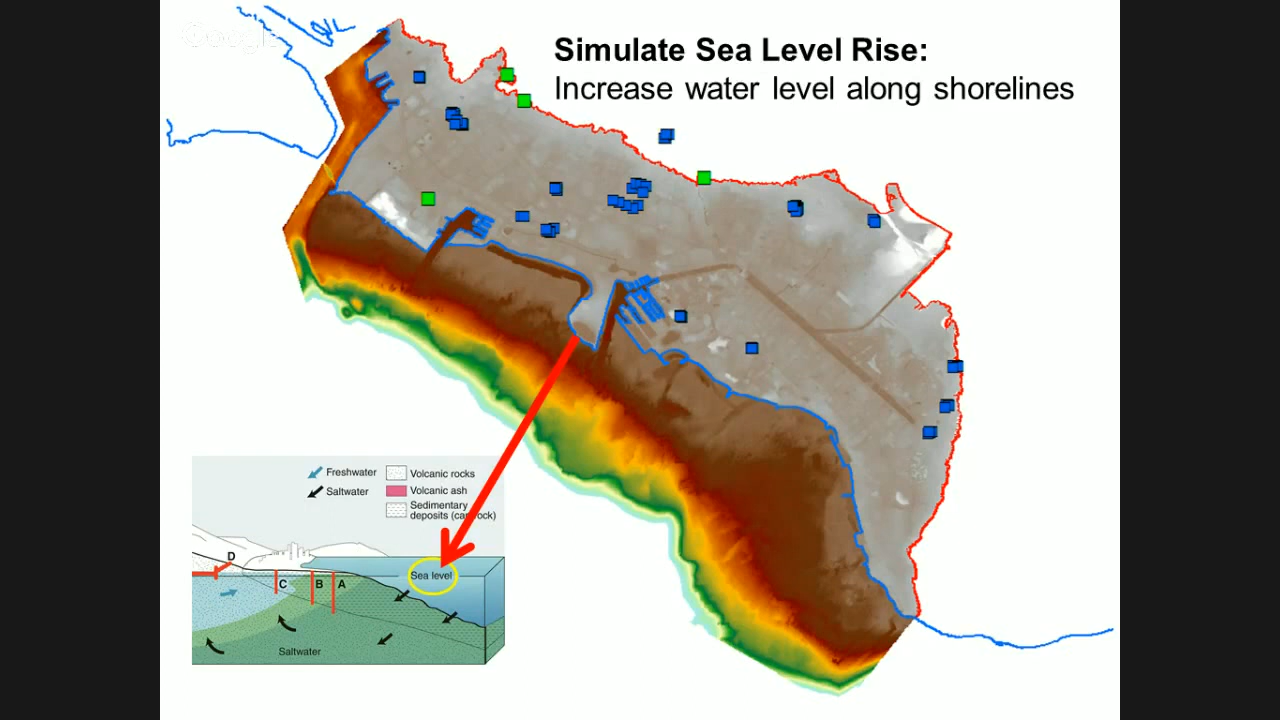 Google
Simulate Sea Level Rise:
Increase water level along shorelines
Freshwater
Saltwater
Volcanic rocks
Volcanic ash
Sedimentary
deposits (caprock)
D
C
B
A
Sea level
Saltwater